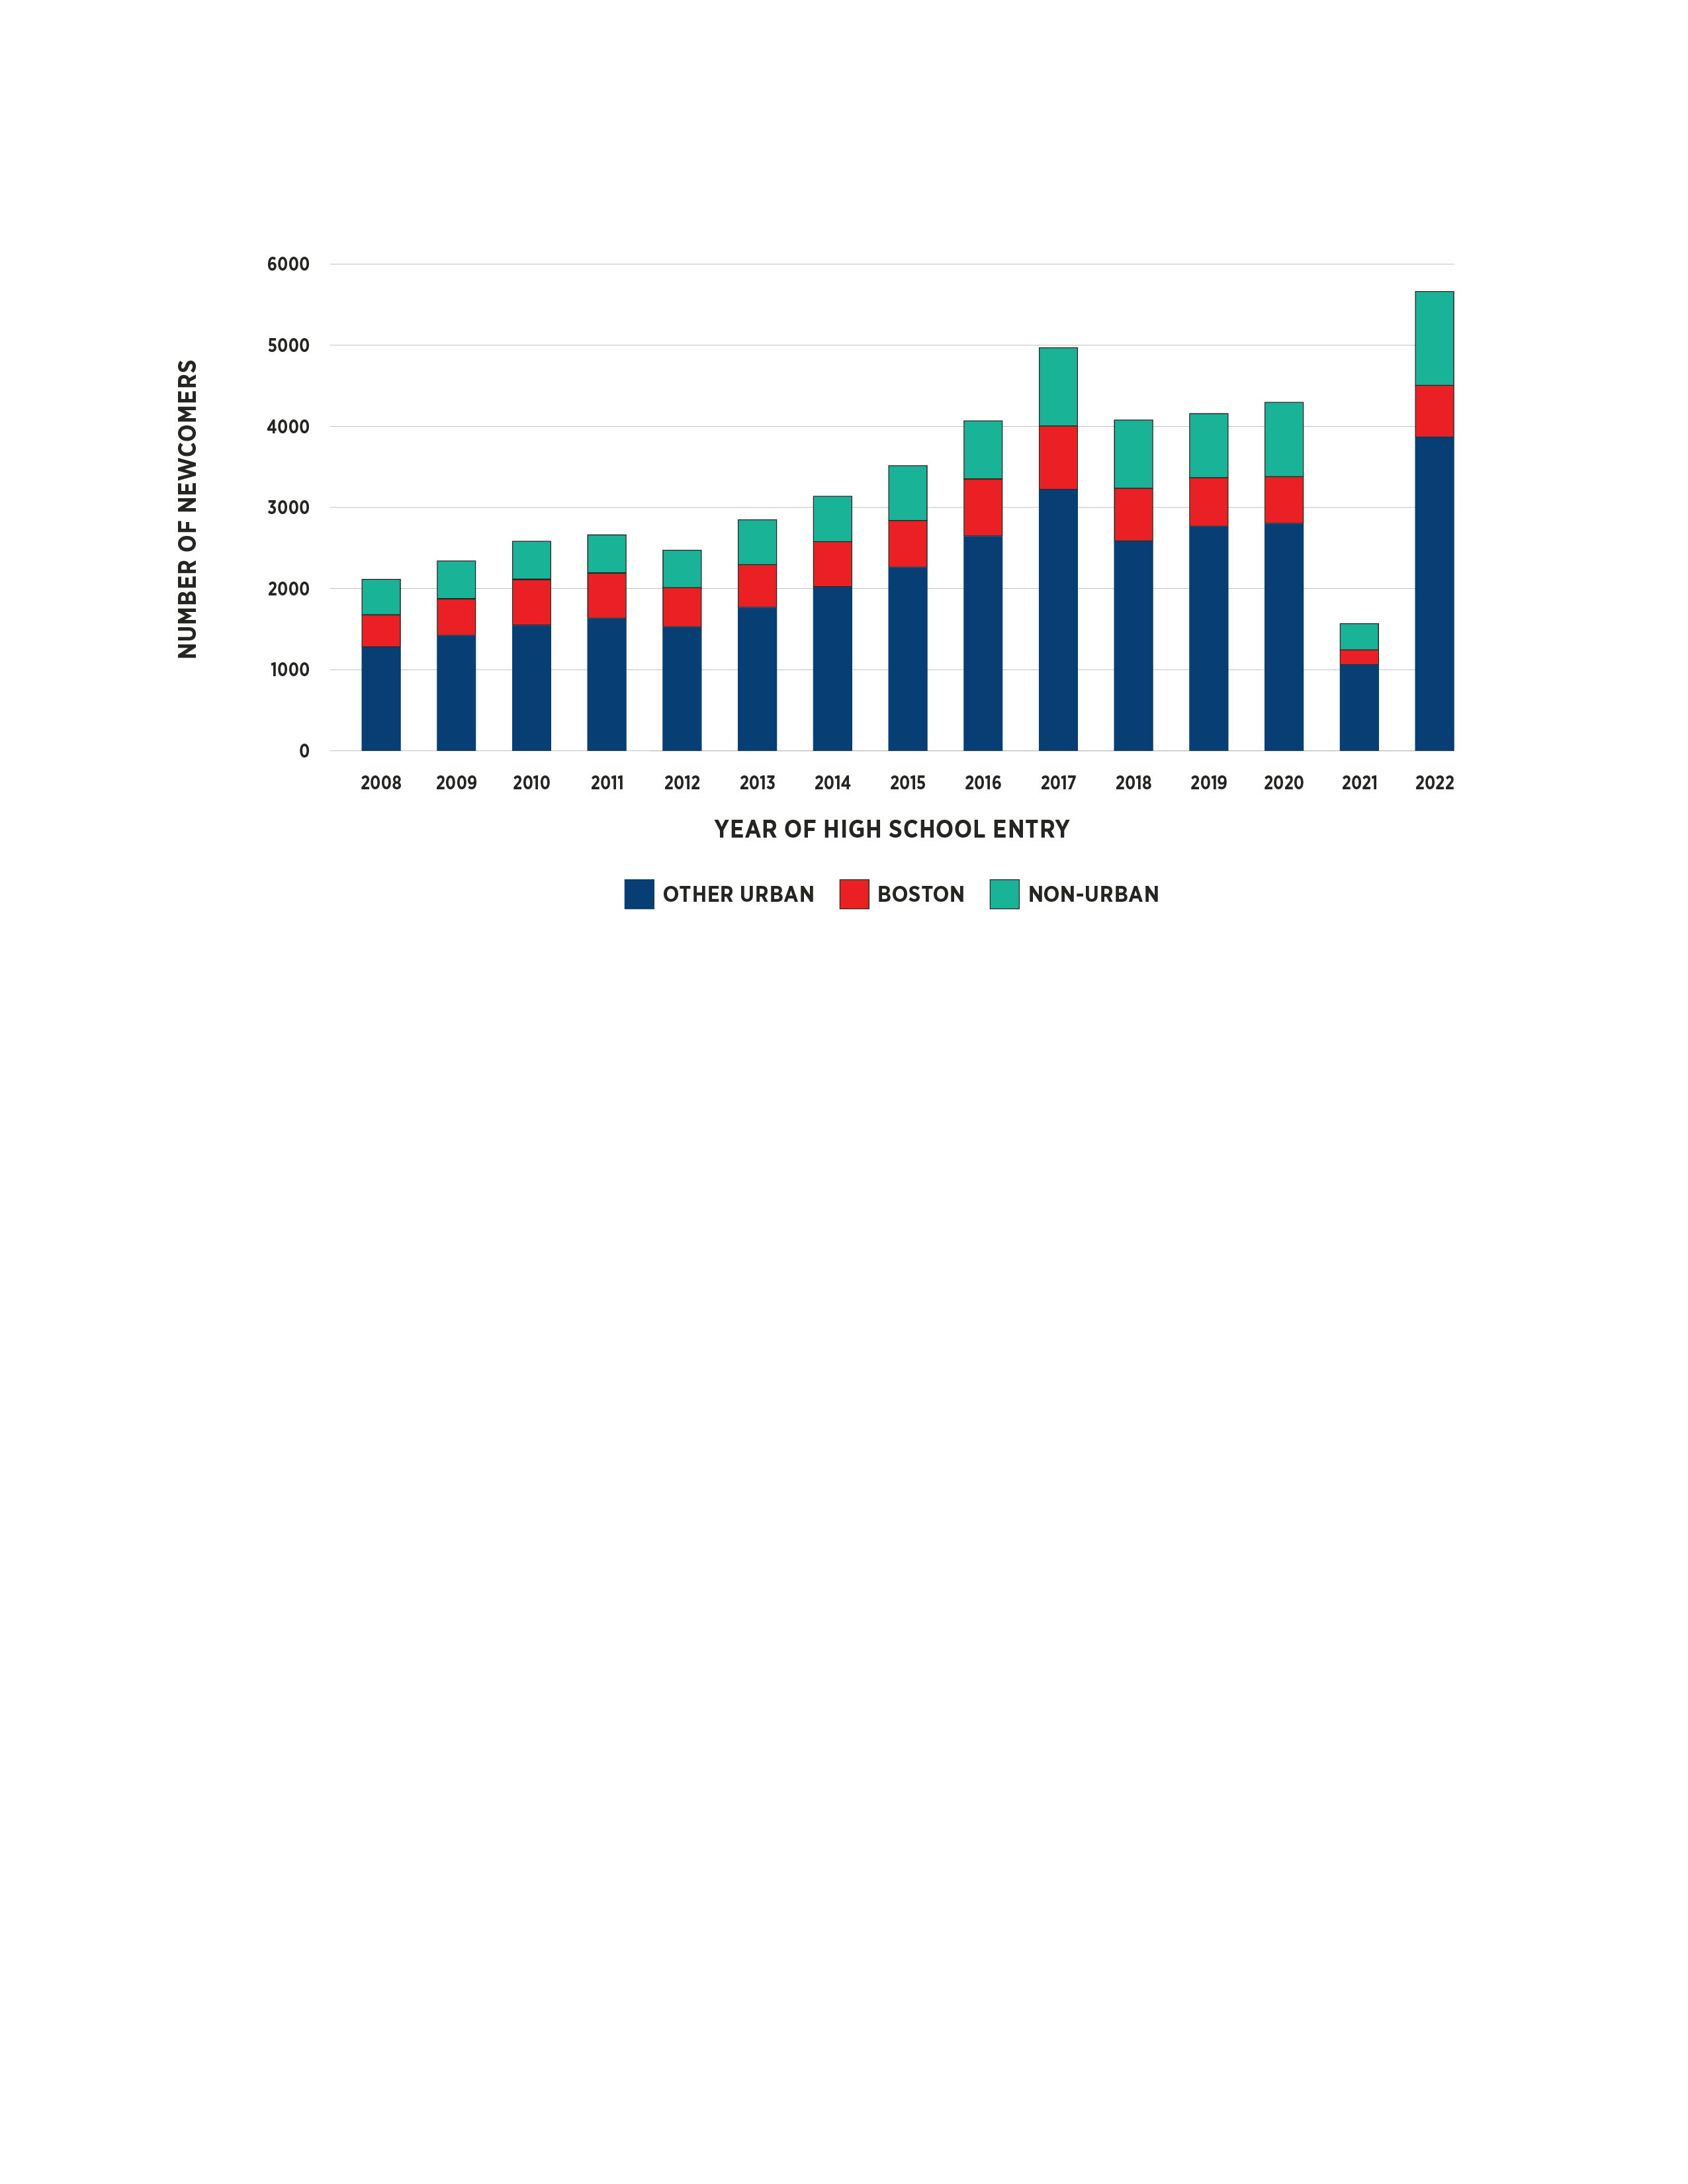 6000
5000
4000
3000
2000
1000
0
NUMBER OF NEWCOMERS
2008 2009 2010 2011 2012 2013 2014 2015 2016 2017 2018 2019 2020 2021 2022
YEAR OF HIGH SCHOOL ENTRY
OTHER URBAN BOSTON NON-URBAN